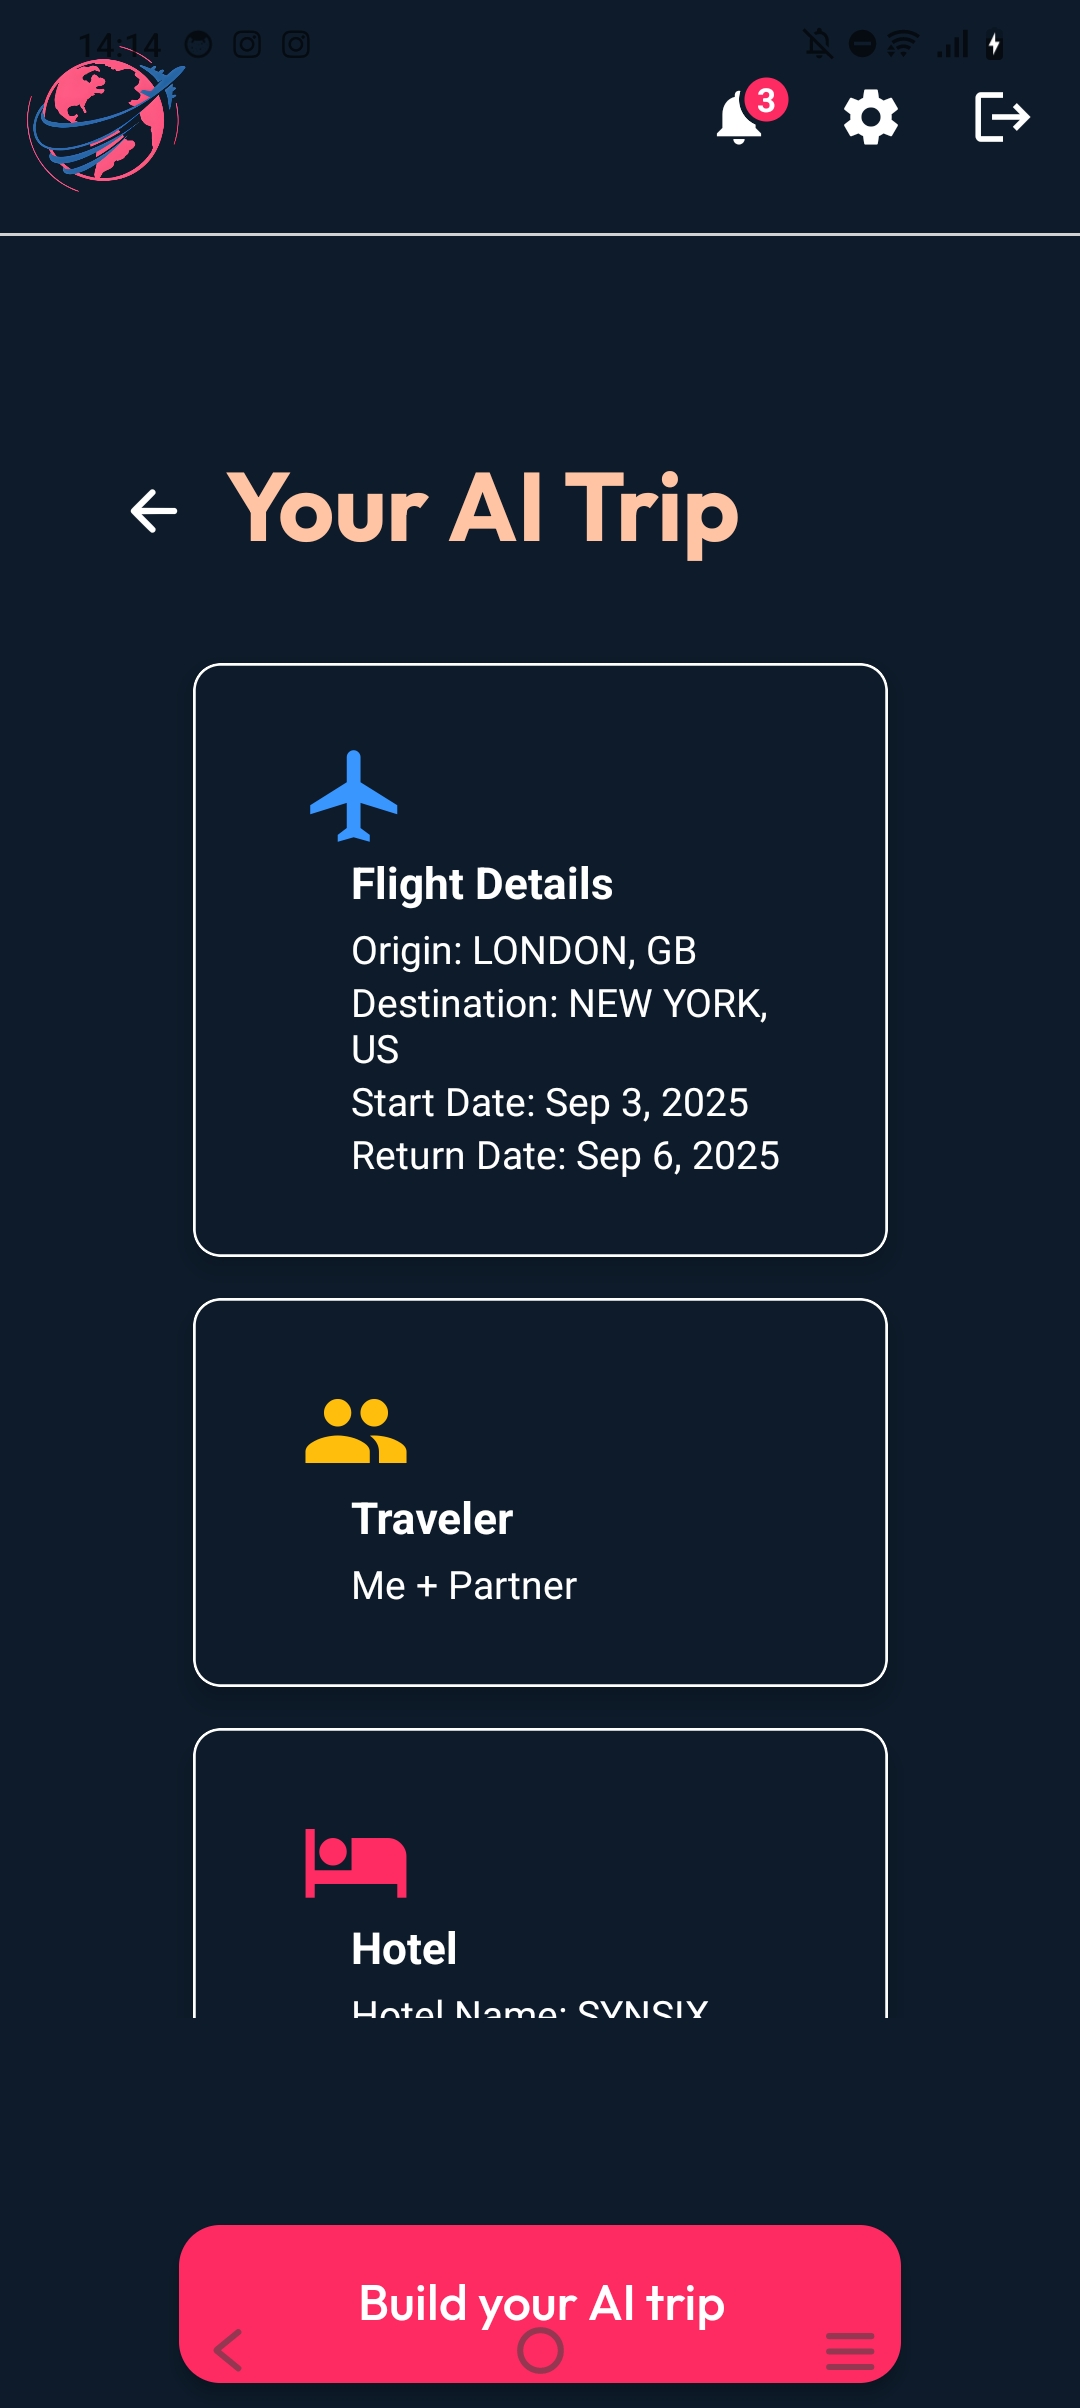 14:14
3
Your AI Trip
Flight Details
Origin: LONDON, GB
Destination: NEW YORK,
US
Start Date: Sep 3, 2025
Return Date: Sep 6, 2025
Traveler
Me + Partner
Hotel
Hotel Name: SYNSIX
Build your AI trip